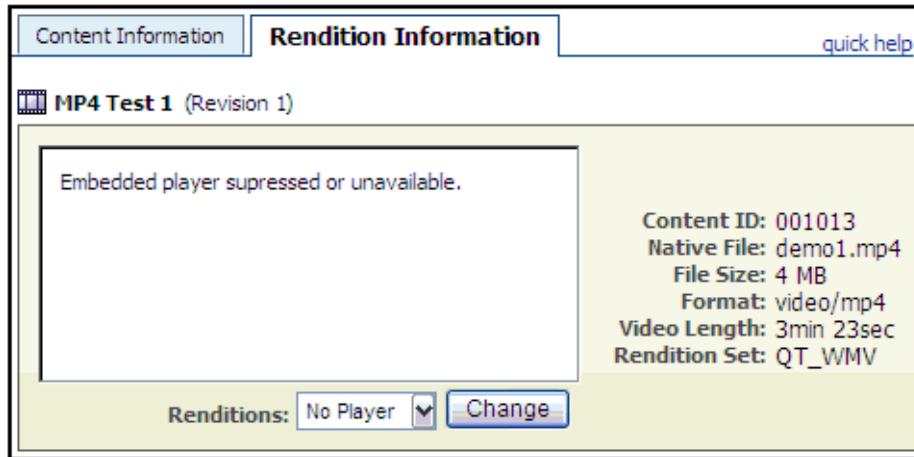 Content Information
Rendition Information
quick help
MP4 Test 1 (Revision 1)
Embedded player supressed or unavailable.
Content ID: 001013
Native File: demo1.mp4
File Size: 4 MB
Format: video/mp4
Video Length: 3min 23sec
Rendition Set: QT_WMV
Renditions: No Player Change